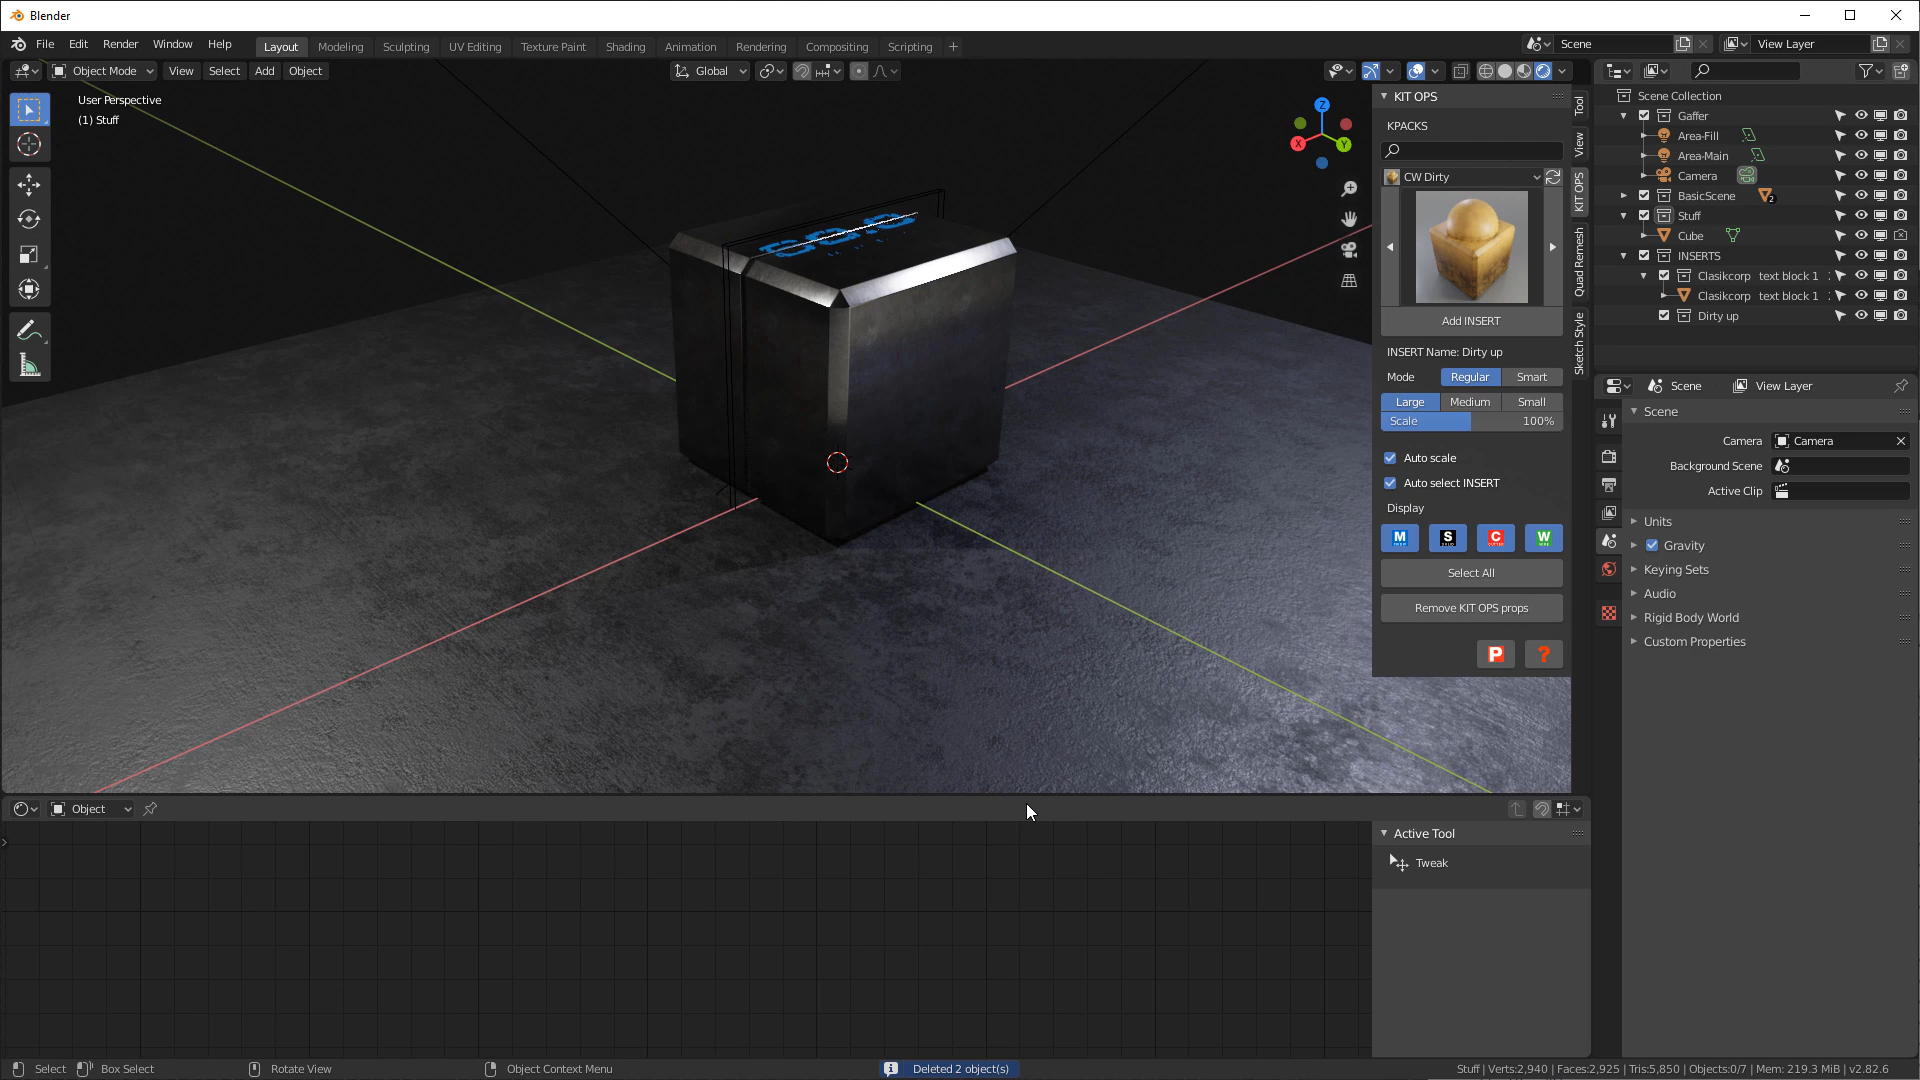 Blender
File Edit Render Window Help Layout Modeling Sculpting UV Editing Texture Paint Shading Animation Rendering Compositing Scripting + Scene View Layer
Object Mode View Select Add Object Global
User Perspective
(1) Stuff
Z
X
Y
KIT OPS
KPACKS
CW Dirty
Add INSERT
INSERT Name: Dirty up
Mode Regular Smart
Large Medium Small
Scale 100%
Auto scale
Auto select INSERT
Display
M S C W
Select All
Remove KIT OPS props
P ?
Tool
View
KIT OPS
Quad Remesh
Sketch Style
Scene Collection
Gaffer
Area-Fill
Area-Main
Camera
BasicScene 2
Stuff
Cube
INSERTS
Clasikcorp text block 1
Clasikcorp text block 1
Dirty up
Scene View Layer
Scene
Camera Camera
Background Scene
Active Clip
Units
Gravity
Keying Sets
Audio
Rigid Body World
Custom Properties
Object
Active Tool
Tweak
Select Box Select Rotate View Object Context Menu Deleted 2 object(s) Stuff | Verts:2,940 | Faces:2,925 | Tris:5,850 | Objects:0/7 | Mem: 219.3 MiB | v2.82.6